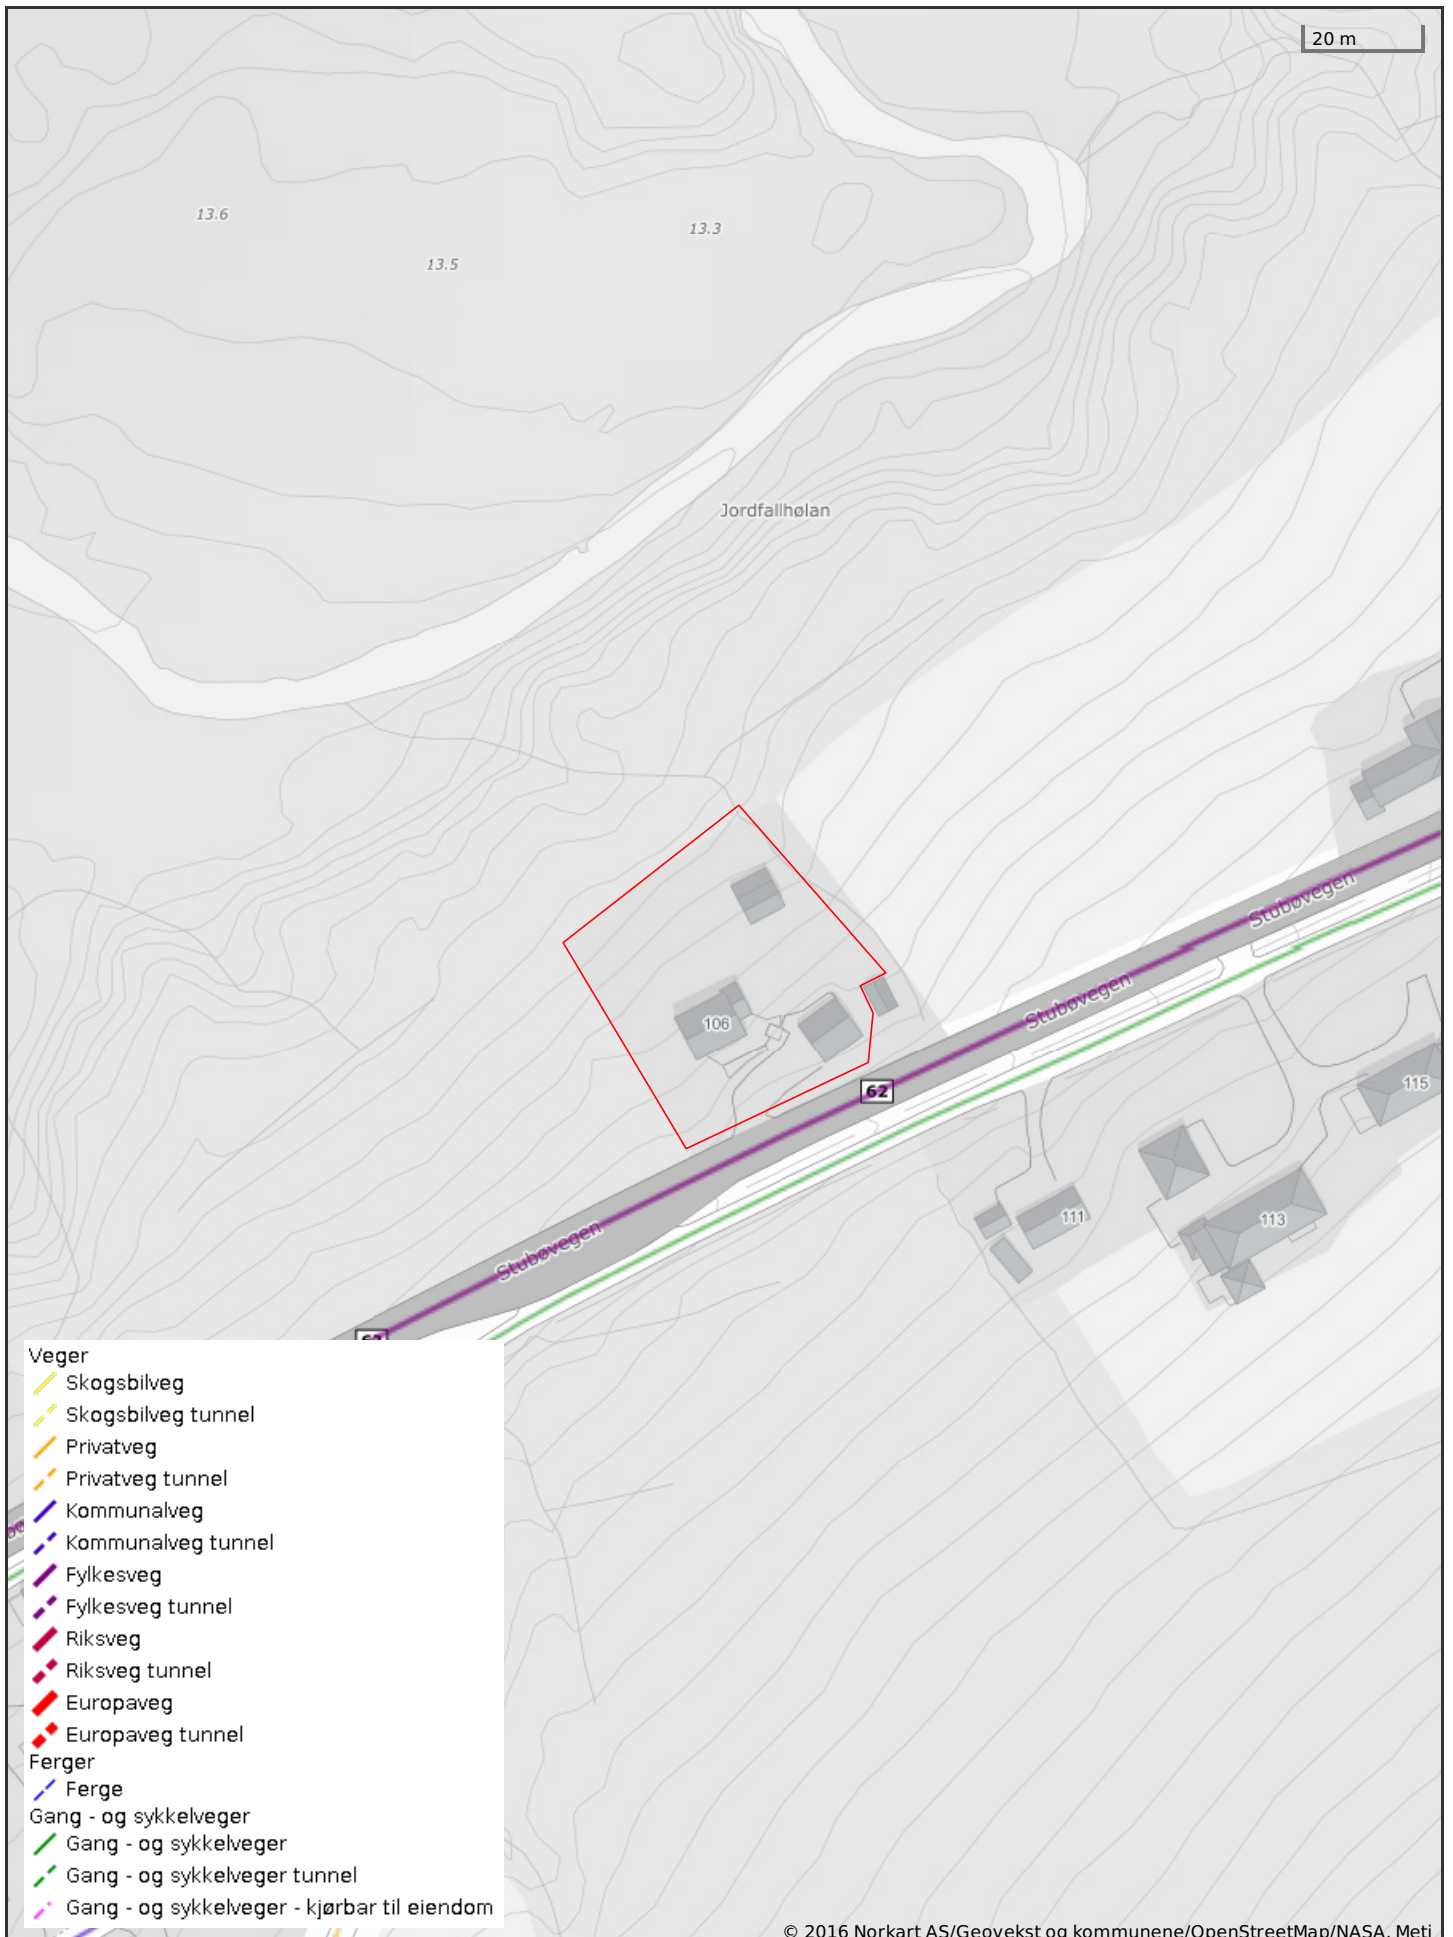 20 m
13.6
13.3
13.5
Jordfallhølan
Stubøvegen
Stubøvegen
106
62
115
111
113
Stubøvegen
Veger
Skogsbilveg
Skogsbilveg tunnel
Privatveg
Privatveg tunnel
Kommunalveg
Kommunalveg tunnel
Fylkesveg
Fylkesveg tunnel
Riksveg
Riksveg tunnel
Europaveg
Europaveg tunnel
Ferger
Ferge
Gang - og sykkelveger
Gang - og sykkelveger
Gang - og sykkelveger tunnel
Gang - og sykkelveger - kjørbar til eiendom
© 2016 Norkart AS/Geovekst og kommunene/OpenStreetMap/NASA, Meti